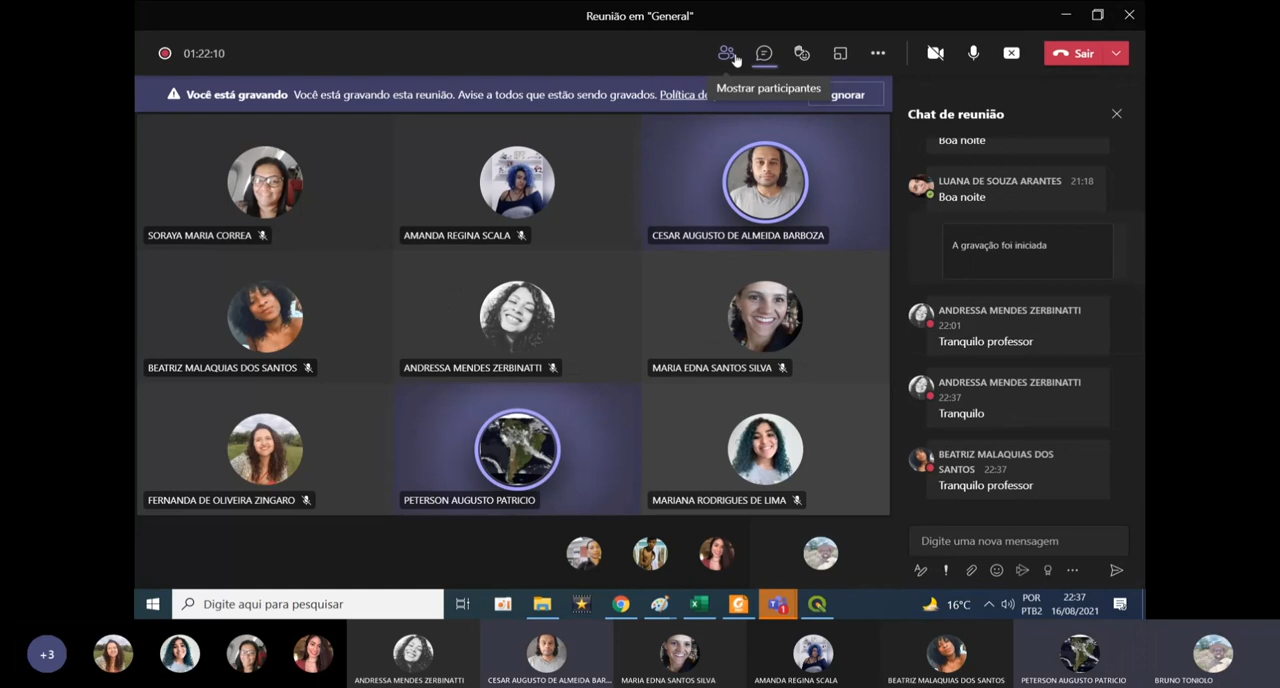 Reunião em "General"
01:22:10
Sair
Mostrar participantes
Você está gravando Você está gravando esta reunião. Avise a todos que estão sendo gravados. Política de
gnorar
SORAYA MARIA CORREA
AMANDA REGINA SCALA
CESAR AUGUSTO DE ALMEIDA BARBOZA
BEATRIZ MALAQUIAS DOS SANTOS
ANDRESSA MENDES ZERBINATTI
MARIA EDNA SANTOS SILVA
FERNANDA DE OLIVEIRA ZINGARO
PETERSON AUGUSTO PATRICIO
MARIANA RODRIGUES DE LIMA
Chat de reunião
Boa noite
LUANA DE SOUZA ARANTES 21:18
Boa noite
A gravação foi iniciada
ANDRESSA MENDES ZERBINATTI
22:01
Tranquilo professor
ANDRESSA MENDES ZERBINATTI
22:37
Tranquilo
BEATRIZ MALAQUIAS DOS
SANTOS 22:37
Tranquilo professor
Digite uma nova mensagem
Digite aqui para pesquisar
16°C
POR
PTB2
22:37
16/08/2021
+3
ANDRESSA MENDES ZERBINATTI
CESAR AUGUSTO DE ALMEIDA BAR...
MARIA EDNA SANTOS SILVA
AMANDA REGINA SCALA
BEATRIZ MALAQUIAS DOS SANTOS
PETERSON AUGUSTO PATRICIO
BRUNO TONIOLO